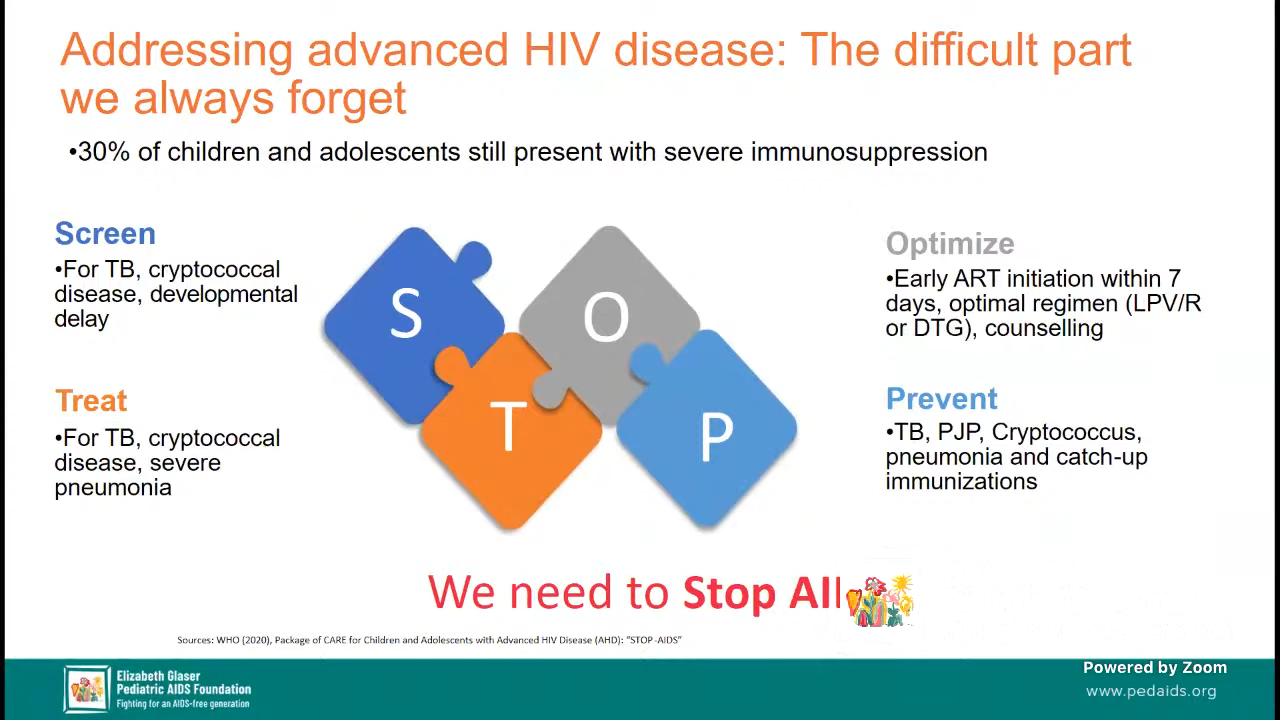 Addressing advanced HIV disease: The difficult part
we always forget
•30% of children and adolescents still present with severe immunosuppression
Screen
•For TB, cryptococcal
disease, developmental
delay
Treat
•For TB, cryptococcal
disease, severe
pneumonia
S
T
O
P
Optimize
•Early ART initiation within 7
days, optimal regimen (LPV/R
or DTG), counselling
Prevent
•TB, PJP, Cryptococcus,
pneumonia and catch-up
immunizations
We need to Stop
Sources: WHO (2020), Package of CARE for Children and Adolescents with Advanced HIV Disease (AHD): “STOP-AIDS”
Elizabeth Glaser
Pediatric AIDS Foundation
Fighting for an AIDS-free generation
Powered by Zoom
www.pedaids.org